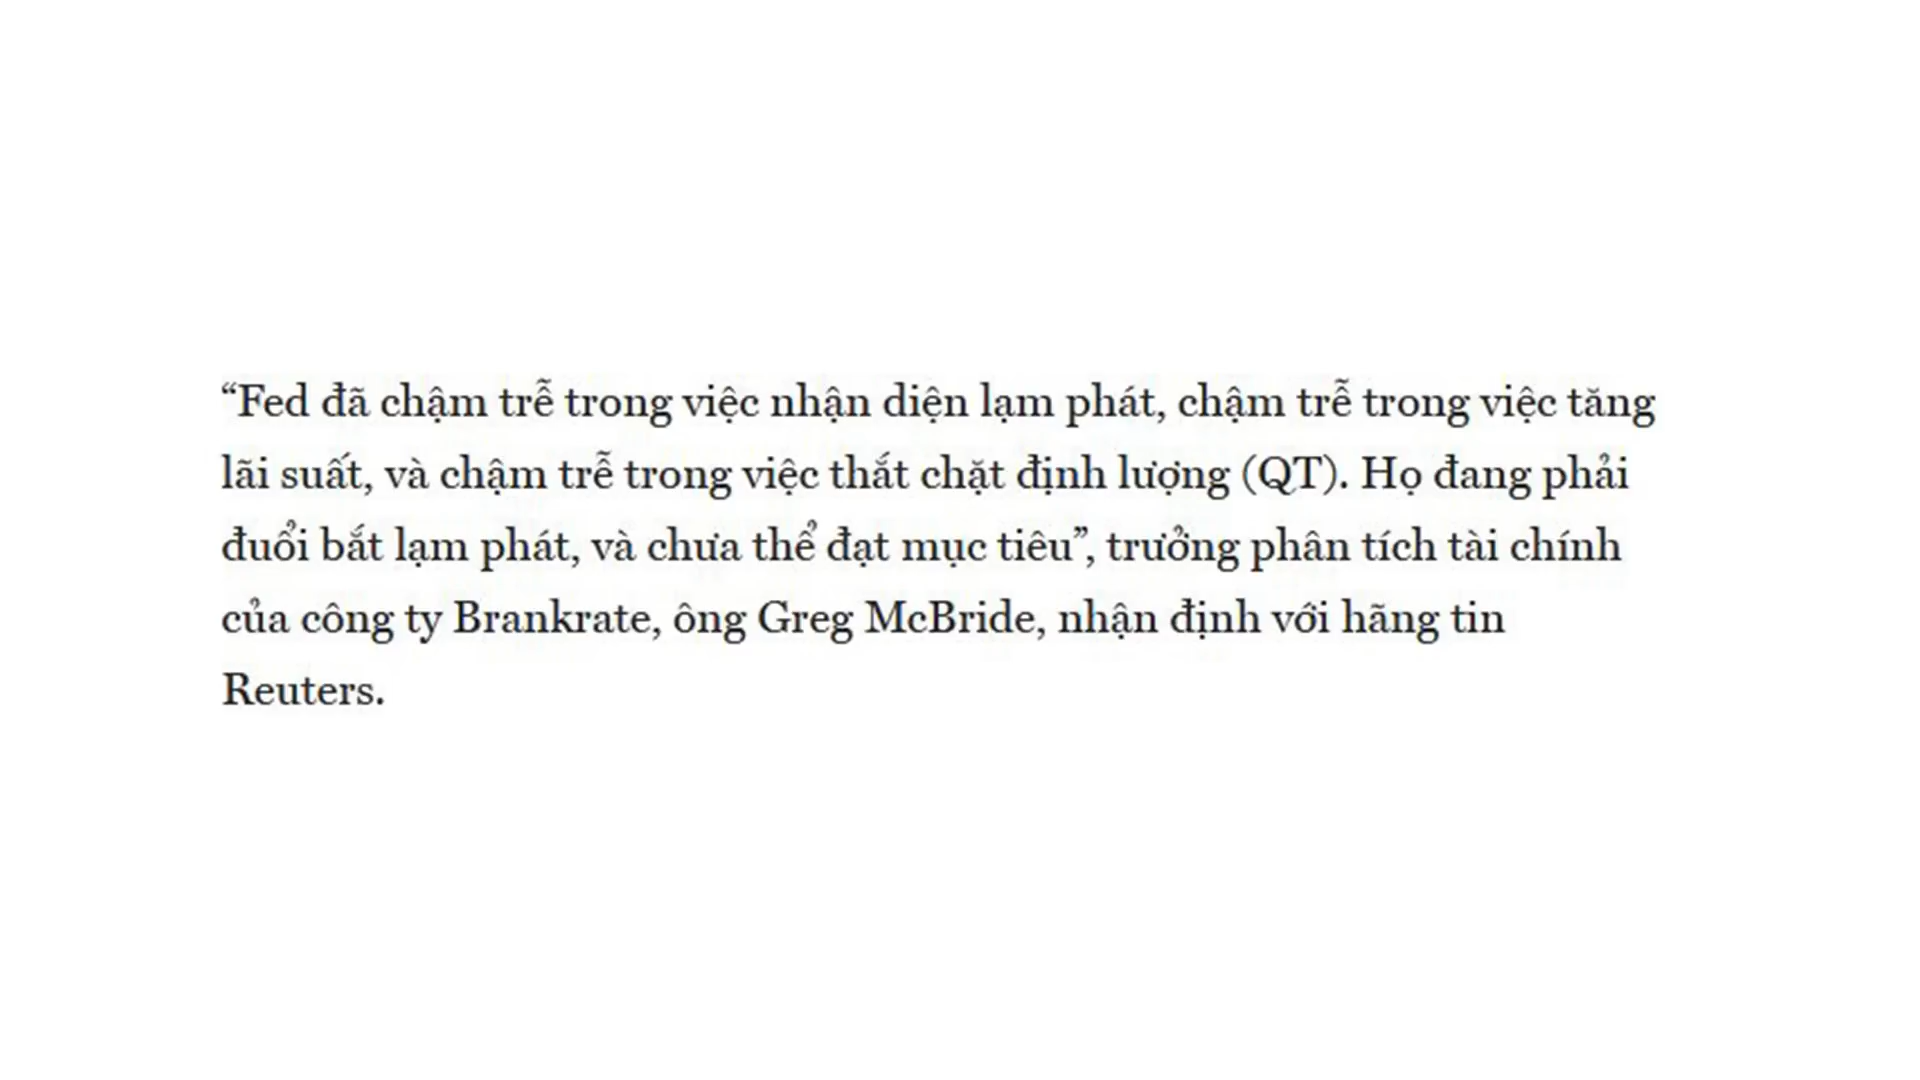 “Fed đã chậm trễ trong việc nhận diện lạm phát, chậm trễ trong việc tăng
lãi suất, và chậm trễ trong việc thắt chặt định lượng (QT). Họ đang phải
đuổi bắt lạm phát, và chưa thể đạt mục tiêu”, trưởng phân tích tài chính
của công ty Brankrate, ông Greg McBride, nhận định với hãng tin
Reuters.